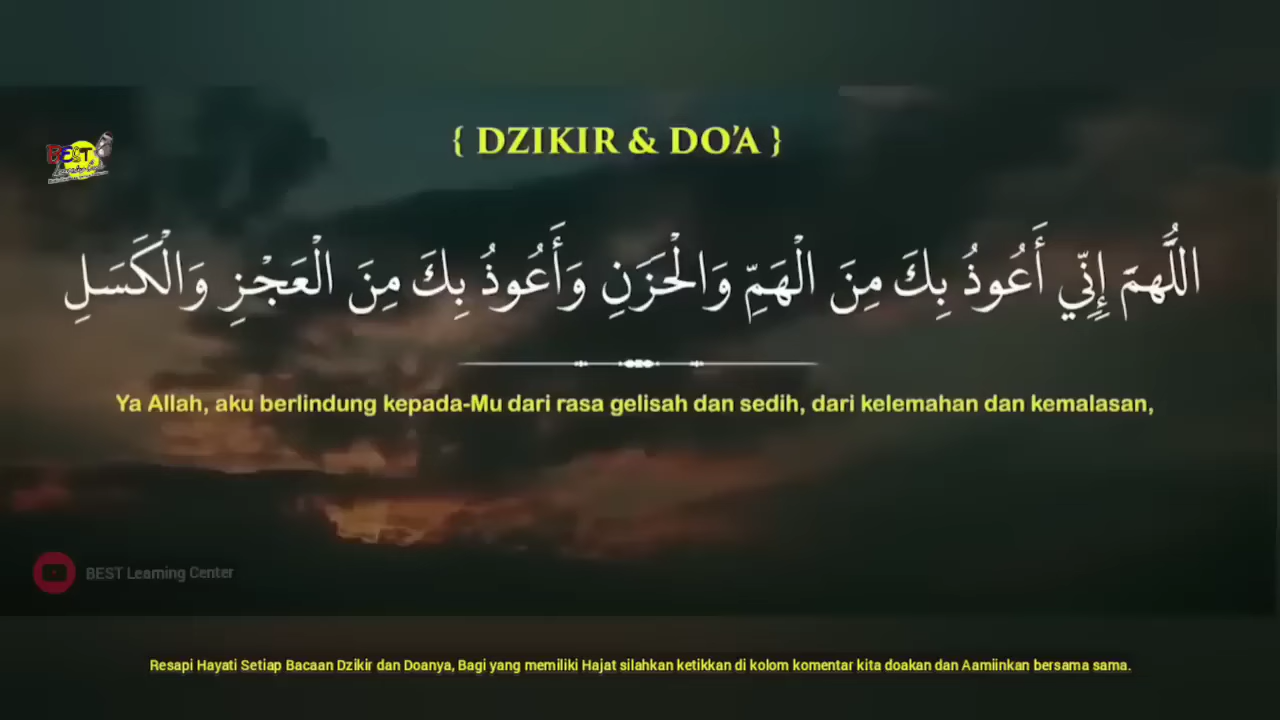 { DZIKIR & DO'A }
BEST
اللَّهُمَّ إِنِّي أَعُوذُ بِكَ مِنَ الْهَمِّ وَالْحَزَنِ وَأَعُوذُ بِكَ مِنَ الْعَجْزِ وَالْكَسَلِ
Ya Allah, aku berlindung kepada-Mu dari rasa gelisah dan sedih, dari kelemahan dan kemalasan,
BEST Learning Center
Resapi Hayati Setiap Bacaan Dzikir dan Doanya, Bagi yang memiliki Hajat silahkan ketikkan di kolom komentar kita doakan dan Aamiinkan bersama sama.